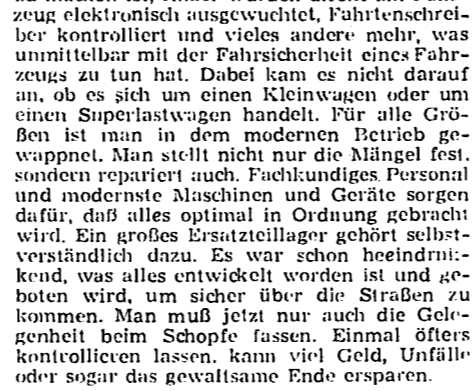 zeug elektronisch ausgewuchtet, Fahrtenschrei-
ber kontrolliert und vieles andere mehr, was
unmittelbar mit der Fahrsicherheit eines Fahr-
zeugs zu tun hat. Dabei kam es nicht darauf
an, ob es sich um einen Kleinwagen oder um
einen Superlastwagen handelt. Für alle Grö-
ßen ist man in dem modernen Betrieb ge-
wappnet. Man stellt nicht nur die Mängel fest,
sondern repariert auch. Fachkundiges Personal
und modernste Maschinen und Geräte sorgen
dafür, daß alles optimal in Ordnung gebracht
wird. Ein großes Ersatzteillager gehört selbst-
verständlich dazu. Es war schon beeindruk-
kend, was alles entwickelt worden ist und ge-
boten wird, um sicher über die Straßen zu
kommen. Man muß jetzt nur auch die Gele-
genheit beim Schopfe fassen. Einmal öfters
kontrollieren lassen, kann viel Geld, Unfälle
oder sogar das gewaltsame Ende ersparen.